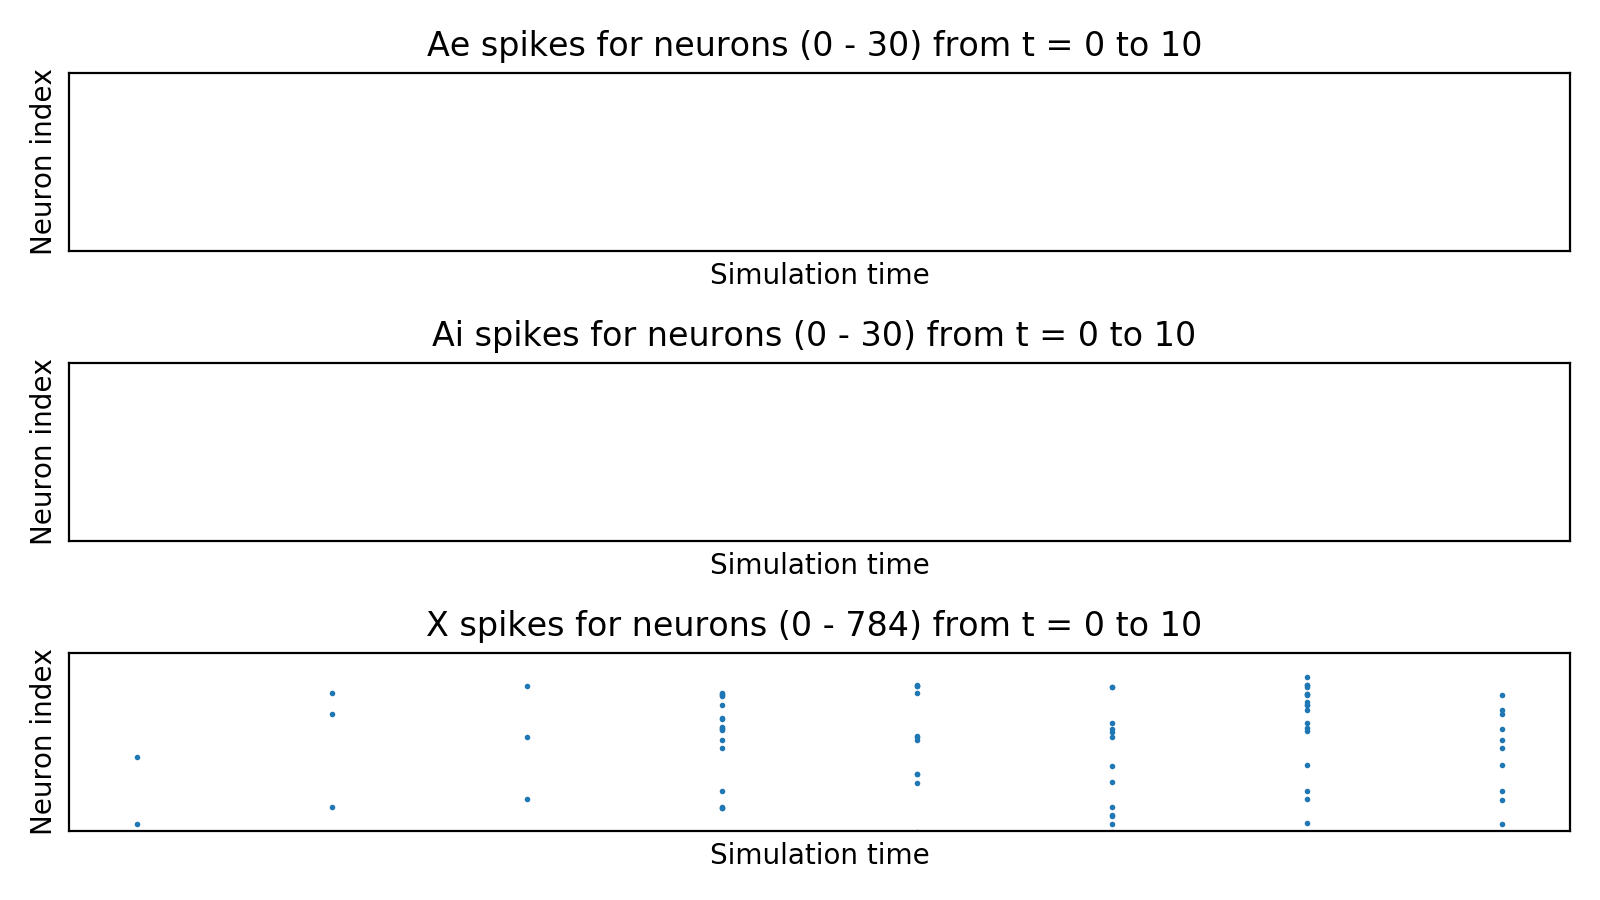 Ae spikes for neurons (0 - 30) from t = 0 to 10
Neuron index
Simulation time
Ai spikes for neurons (0 - 30) from t = 0 to 10
Neuron index
Simulation time
X spikes for neurons (0 - 784) from t = 0 to 10
Neuron index
Simulation time